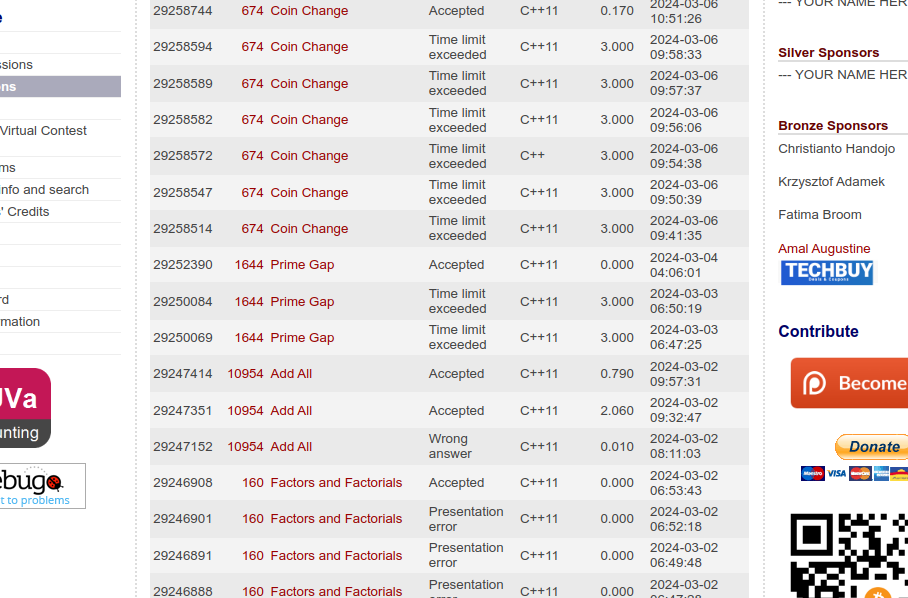 e
ssions
ns
Virtual Contest
ms
info and search
' Credits
rd
rmation
UVa
unting
ebug
t to problems
29258744 674 Coin Change Accepted C++11 0.170 2024-03-06
10:51:26
29258594 674 Coin Change Time limit
exceeded C++11 3.000 2024-03-06
09:58:33
29258589 674 Coin Change Time limit
exceeded C++11 3.000 2024-03-06
09:57:37
29258582 674 Coin Change Time limit
exceeded C++11 3.000 2024-03-06
09:56:06
29258572 674 Coin Change Time limit
exceeded C++ 3.000 2024-03-06
09:54:38
29258547 674 Coin Change Time limit
exceeded C++11 3.000 2024-03-06
09:50:39
29258514 674 Coin Change Time limit
exceeded C++11 3.000 2024-03-06
09:41:35
29252390 1644 Prime Gap Accepted C++11 0.000 2024-03-04
04:06:01
29250084 1644 Prime Gap Time limit
exceeded C++11 3.000 2024-03-03
06:50:19
29250069 1644 Prime Gap Time limit
exceeded C++11 3.000 2024-03-03
06:47:25
29247414 10954 Add All Accepted C++11 0.790 2024-03-02
09:57:31
29247351 10954 Add All Accepted C++11 2.060 2024-03-02
09:32:47
29247152 10954 Add All Wrong
answer C++11 0.010 2024-03-02
08:11:03
29246908 160 Factors and Factorials Accepted C++11 0.000 2024-03-02
06:53:43
29246901 160 Factors and Factorials Presentation
error C++11 0.000 2024-03-02
06:52:18
29246891 160 Factors and Factorials Presentation
error C++11 0.000 2024-03-02
06:49:48
29246888 160 Factors and Factorials Presentation
C++11 0.000 2024-03-02
--- YOUR NAME HER
Silver Sponsors
--- YOUR NAME HER
Bronze Sponsors
Christianto Handojo
Krzysztof Adamek
Fatima Broom
Amal Augustine
TECHBUY
Deals & Coupons
Contribute
Become
Donate
Maestro VISA MasterCard